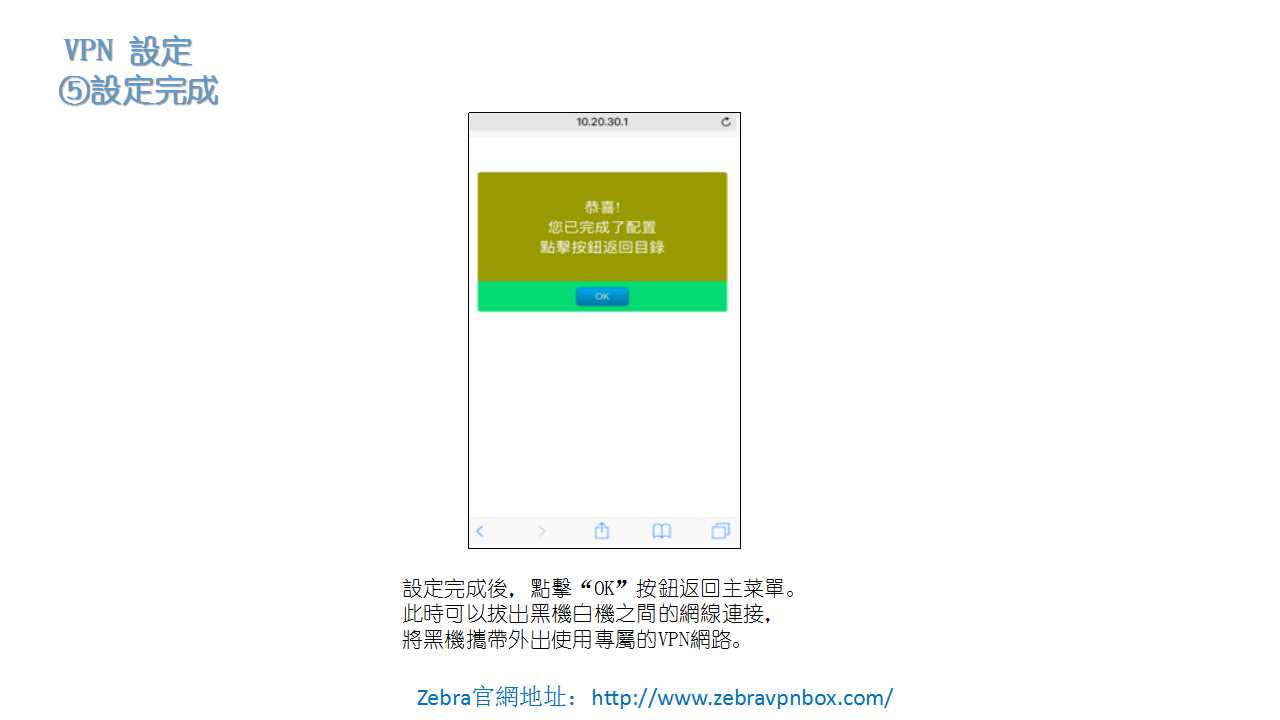 VPN 設定
⑤設定完成
10.20.30.1
恭喜!
您已完成了配置
點擊按鈕返回目錄
OK
設定完成後，點擊“OK”按鈕返回主菜單。
此時可以拔出黑機白機之間的網線連接，
將黑機攜帶外出使用專屬的VPN網路。
Zebra官網地址：http://www.zebravpnbox.com/